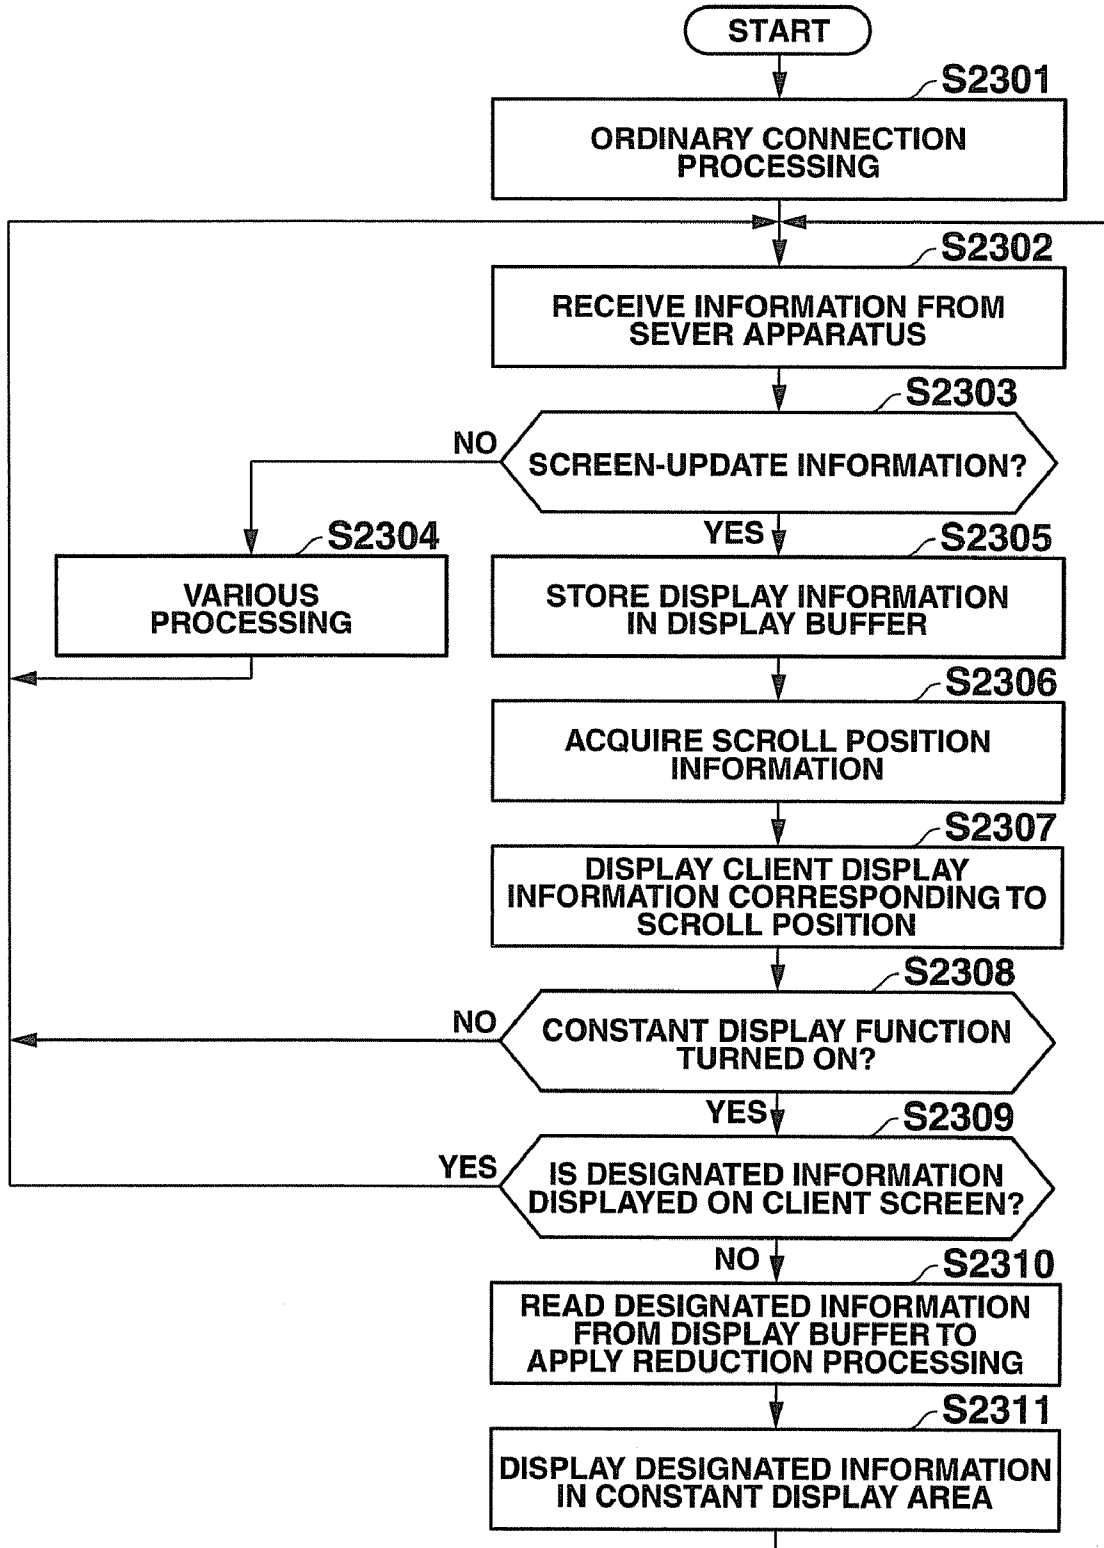 START
S2301
ORDINARY CONNECTION
PROCESSING
S2302
RECEIVE INFORMATION FROM
SEVER APPARATUS
S2303
NO
SCREEN-UPDATE INFORMATION?
YES
S2304
VARIOUS
PROCESSING
S2305
STORE DISPLAY INFORMATION
IN DISPLAY BUFFER
S2306
ACQUIRE SCROLL POSITION
INFORMATION
S2307
DISPLAY CLIENT DISPLAY
INFORMATION CORRESPONDING TO
SCROLL POSITION
S2308
NO
CONSTANT DISPLAY FUNCTION
TURNED ON?
YES
S2309
YES
IS DESIGNATED INFORMATION
DISPLAYED ON CLIENT SCREEN?
NO
S2310
READ DESIGNATED INFORMATION
FROM DISPLAY BUFFER TO
APPLY REDUCTION PROCESSING
S2311
DISPLAY DESIGNATED INFORMATION
IN CONSTANT DISPLAY AREA